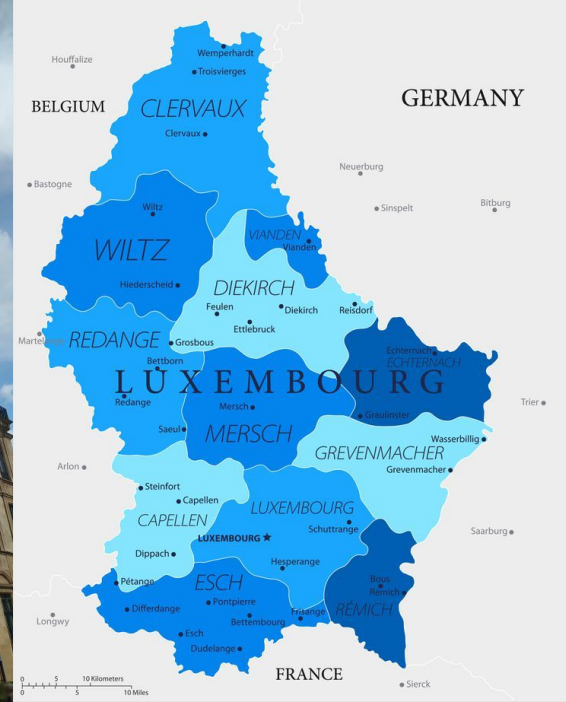 Wemperhardt
Houffalize
Troisvierges
BELGIUM
CLERVAUX
GERMANY
Clervaux
Neuerburg
Bastogne
Wiltz
Sinspelt
Bitburg
VIANDEN
Vianden
WILTZ
Hiederscheid
DIEKIRCH
Feulen
Diekirch
Reisdorf
Ettlebruck
REDANGE
Grosbous
Echternach
ECHTERNACH
Bettborn
LUXEMBOURG
Redange
Mersch
Graulinster
Trier
Saeul
MERSCH
Wasserbillig
GREVENMACHER
Grevenmacher
Arlon
Steinfort
Capellen
CAPELLEN
LUXEMBOURG
Schuttrange
LUXEMBOURG
Saarburg
Dippach
Hesperange
Pétange
ESCH
Bous
Rémich
Pontpierre
Differdange
RÉMICH
Longwy
Bettembourg
Frisange
Esch
Dudelange
FRANCE
0 5 10 Kilometers
0 5 10 Miles
Sierck